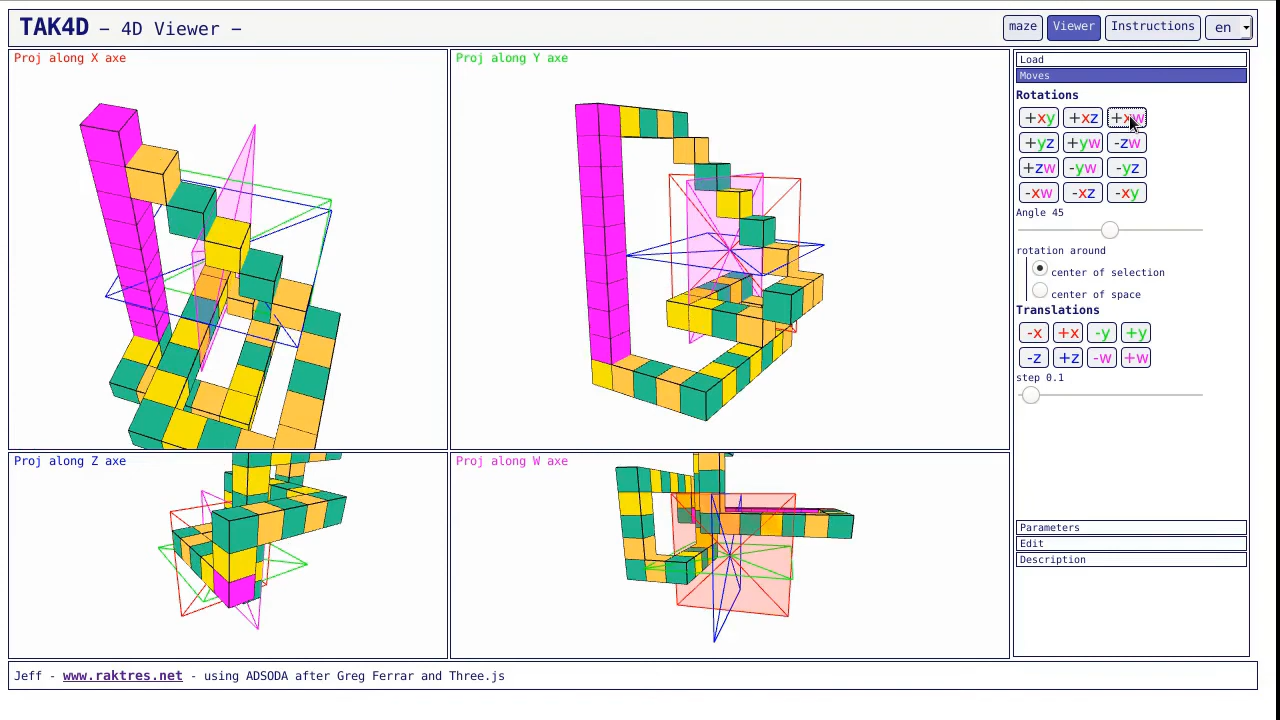 TAK4D – 4D Viewer –
maze Viewer Instructions en
Proj along X axe
Proj along Y axe
Proj along Z axe
Proj along W axe
Load
Moves
Rotations
+xy +xz +xw
+yz +yw -zw
+zw -yw -yz
-xw -xz -xy
Angle 45
rotation around
center of selection
center of space
Translations
-x +x -y +y
-z +z -w +w
step 0.1
Parameters
Edit
Description
Jeff - www.raktres.net - using ADSODA after Greg Ferrar and Three.js